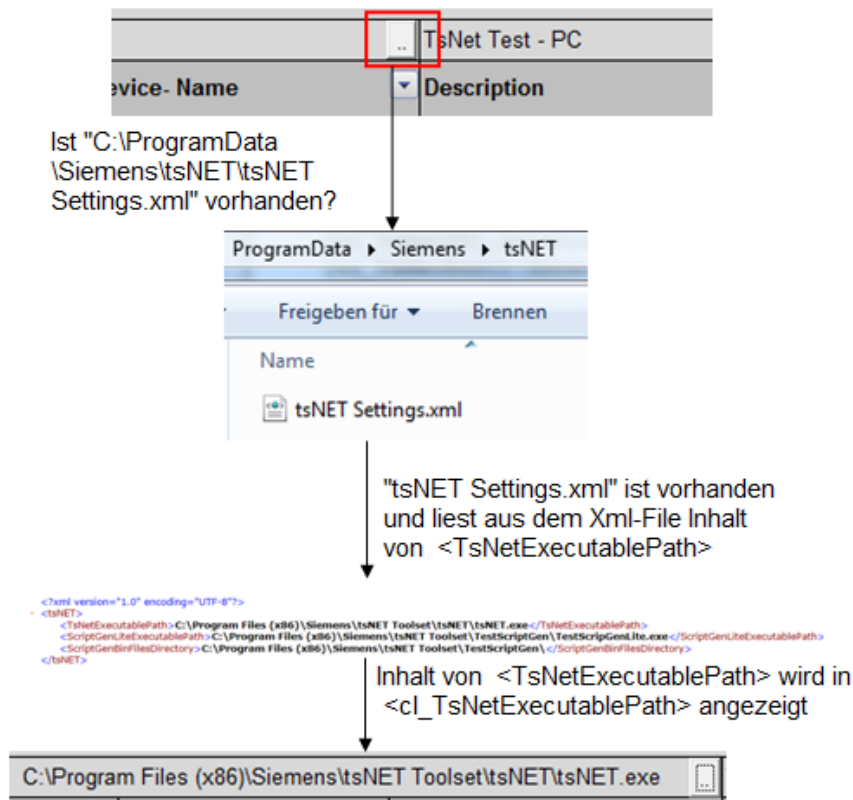 .. TsNet Test - PC
evice- Name Description
Ist "C:\ProgramData
\Siemens\tsNET\tsNET
Settings.xml" vorhanden?
ProgramData ▸ Siemens ▸ tsNET
Freigeben für ▾ Brennen
Name
tsNET Settings.xml
"tsNET Settings.xml" ist vorhanden
und liest aus dem Xml-File Inhalt
von <TsNetExecutablePath>
<?xml version="1.0" encoding="UTF-8"?>
- <tsNET>
<TsNetExecutablePath>C:\Program Files (x86)\Siemens\tsNET Toolset\tsNET\tsNET.exe</TsNetExecutablePath>
<ScriptGenLiteExecutablePath>C:\Program Files (x86)\Siemens\tsNET Toolset\TestScriptGen\TestScripGenLite.exe</ScriptGenLiteExecutablePath>
<ScriptGenBinFilesDirectory>C:\Program Files (x86)\Siemens\tsNET Toolset\TestScriptGen\</ScriptGenBinFilesDirectory>
</tsNET>
Inhalt von <TsNetExecutablePath> wird in
<cl_TsNetExecutablePath> angezeigt
C:\Program Files (x86)\Siemens\tsNET Toolset\tsNET\tsNET.exe ..